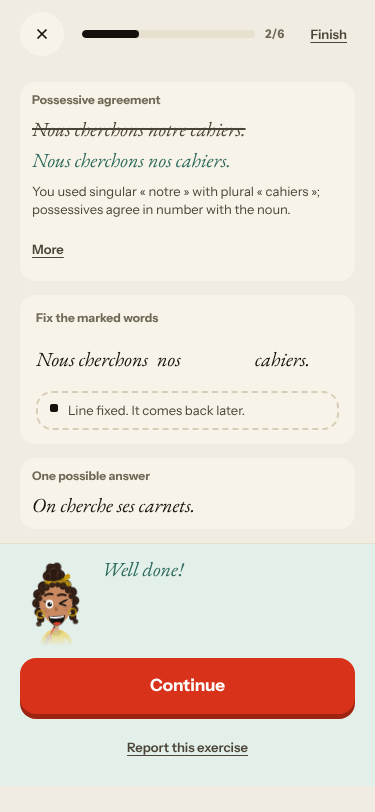 2/6
Finish
Possessive agreement
Nous cherchons notre cahiers.
Nous cherchons nos cahiers.
You used singular « notre » with plural « cahiers »;
possessives agree in number with the noun.
More
Fix the marked words
Nous cherchons nos cahiers.
Line fixed. It comes back later.
One possible answer
On cherche ses carnets.
Well done!
Continue
Report this exercise